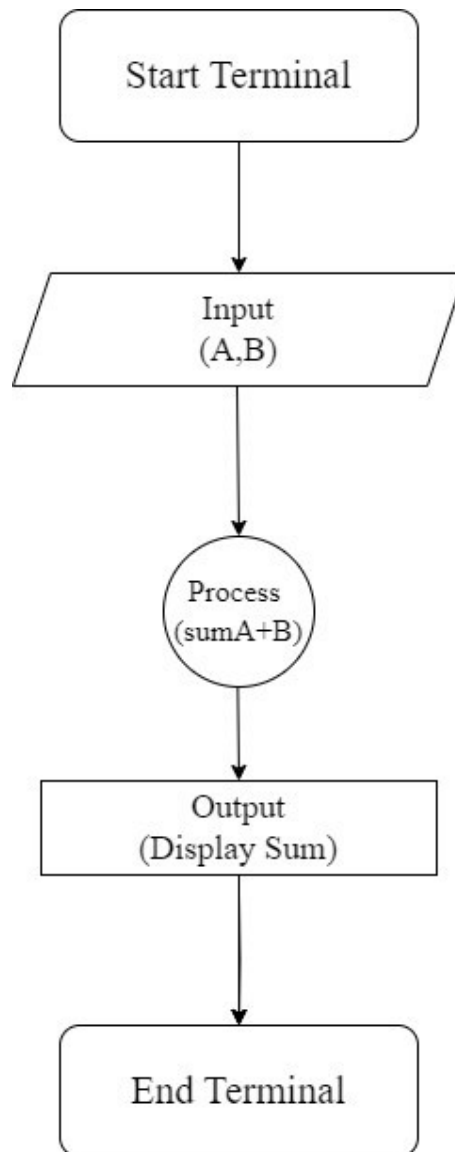 Start Terminal
Input
(A,B)
Process
(sumA+B)
Output
(Display Sum)
End Terminal